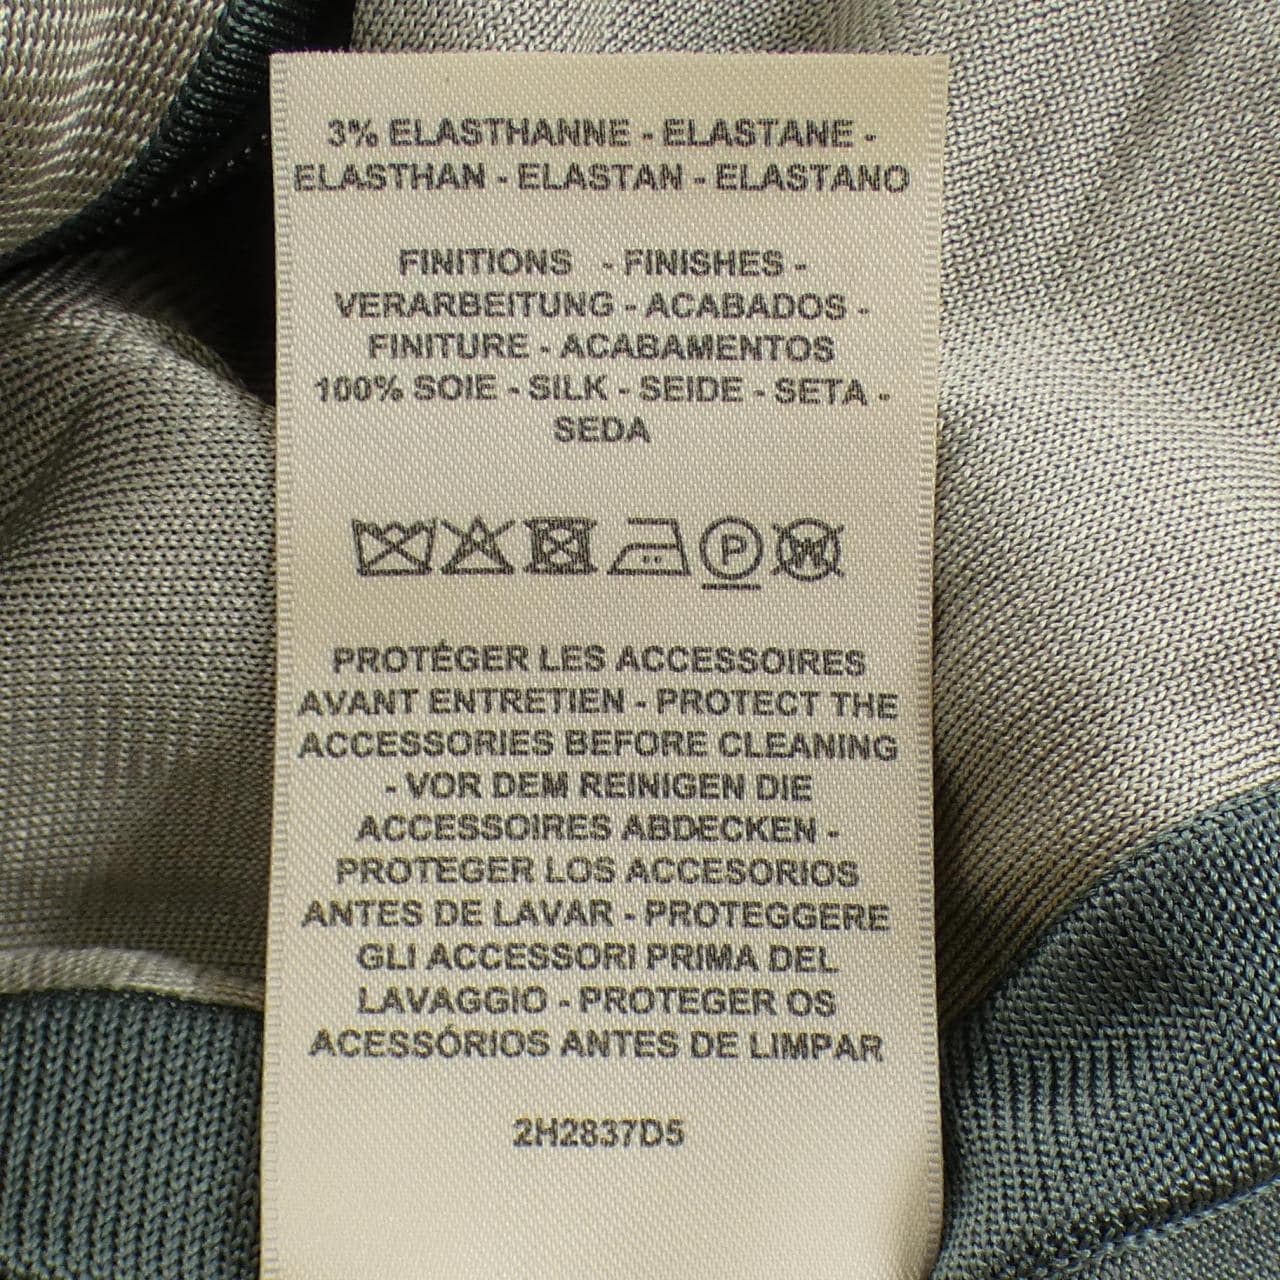 3% ELASTHANNE - ELASTANE -
ELASTHAN - ELASTAN - ELASTANO
FINITIONS - FINISHES -
VERARBEITUNG - ACABADOS -
FINITURE - ACABAMENTOS
100% SOIE - SILK - SEIDE - SETA -
SEDA
P W
PROTÉGER LES ACCESSOIRES
AVANT ENTRETIEN - PROTECT THE
ACCESSORIES BEFORE CLEANING
- VOR DEM REINIGEN DIE
ACCESSOIRES ABDECKEN -
PROTEGER LOS ACCESORIOS
ANTES DE LAVAR - PROTEGGERE
GLI ACCESSORI PRIMA DEL
LAVAGGIO - PROTEGER OS
ACESSÓRIOS ANTES DE LIMPAR
2H2837D5